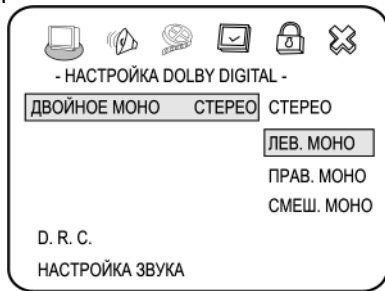 - НАСТРОЙКА DOLBY DIGITAL -
ДВОЙНОЕ МОНО СТЕРЕО СТЕРЕО
ЛЕВ. МОНО
ПРАВ. МОНО
СМЕШ. МОНО
D. R. C.
НАСТРОЙКА ЗВУКА